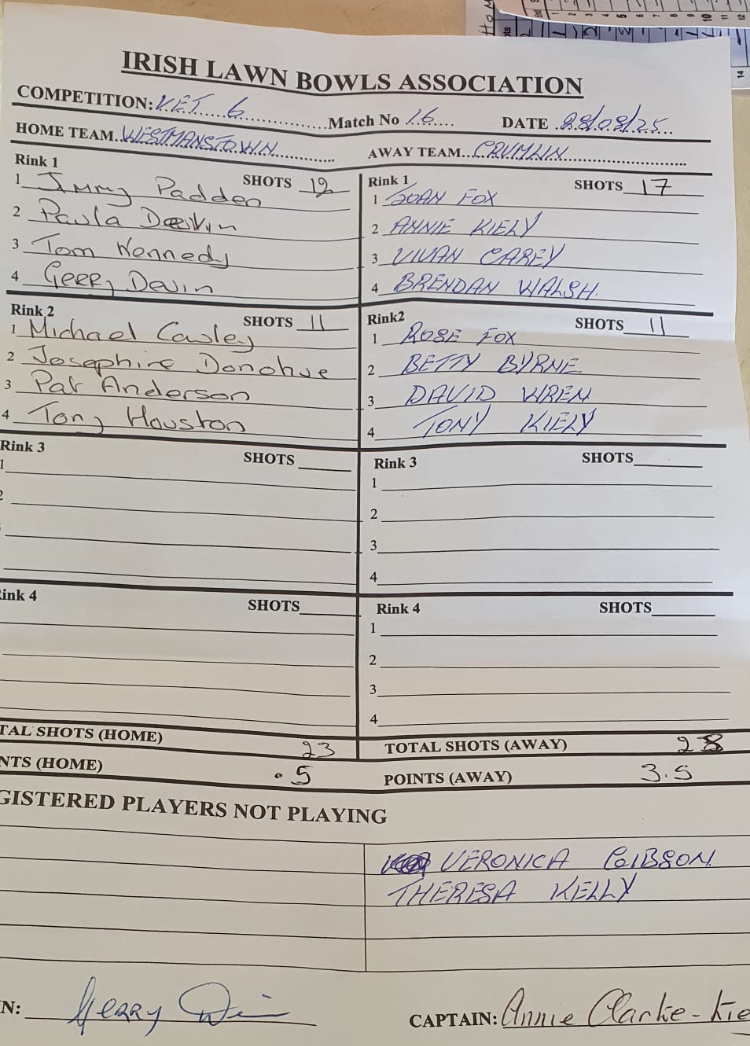 IRISH LAWN BOWLS ASSOCIATION
COMPETITION: VET 6 Match No 16 DATE 28/08/25
HOME TEAM WESTMANSTOWN AWAY TEAM CRUMLIN
Rink 1 SHOTS 12
1 Jimmy Padden
2 Paula Devin
3 Tom Kennedy
4 Gerry Devin
Rink 1 SHOTS 17
1 JOAN FOX
2 ANNIE KIELY
3 VIVIAN CAREY
4 BRENDAN WALSH
Rink 2 SHOTS 11
1 Michael Cawley
2 Josephine Donohue
3 Pat Anderson
4 Tony Houston
Rink2 SHOTS 11
1 ROSE FOX
2 BETTY BYRNE
3 DAVID WREN
4 TONY KIELY
Rink 3 SHOTS
1
2
Rink 3 SHOTS
1
2
3
4
ink 4 SHOTS
Rink 4 SHOTS
1
2
3
4
TAL SHOTS (HOME) 23 TOTAL SHOTS (AWAY) 28
NTS (HOME) .5 POINTS (AWAY) 3.5
GISTERED PLAYERS NOT PLAYING
VERONICA GIBSON
THERESA KELLY
N: Gerry Devin CAPTAIN: Annie Clarke-Kie